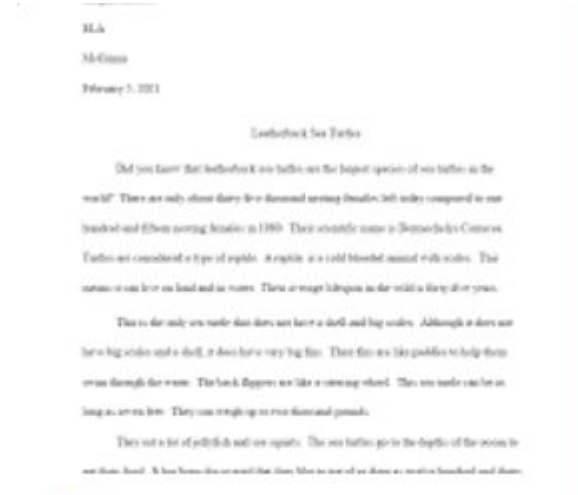 February 5, 2001
Leatherback Sea Turtles
Did you know that leatherback sea turtles are the largest species of sea turtles in the
world? There are only about thirty five thousand nesting females left today compared to one
hundred and fifteen nesting females in 1980. Their scientific name is Dermochelys Coriacea.
Turtles are considered a type of reptile. A reptile is a cold blooded animal with scales. This
means it can live on land and in water. Their average lifespan in the wild is thirty five years.
This is the only sea turtle that does not have a shell and big scales. Although it does not
have big scales and a shell, it does have very big fins. Their fins are like paddles to help them
swim through the water. The back flippers are like a steering wheel. This sea turtle can be as
long as seven feet. They can weigh up to two thousand pounds.
They eat a lot of jellyfish and sea squirts. The sea turtles go to the depths of the ocean to